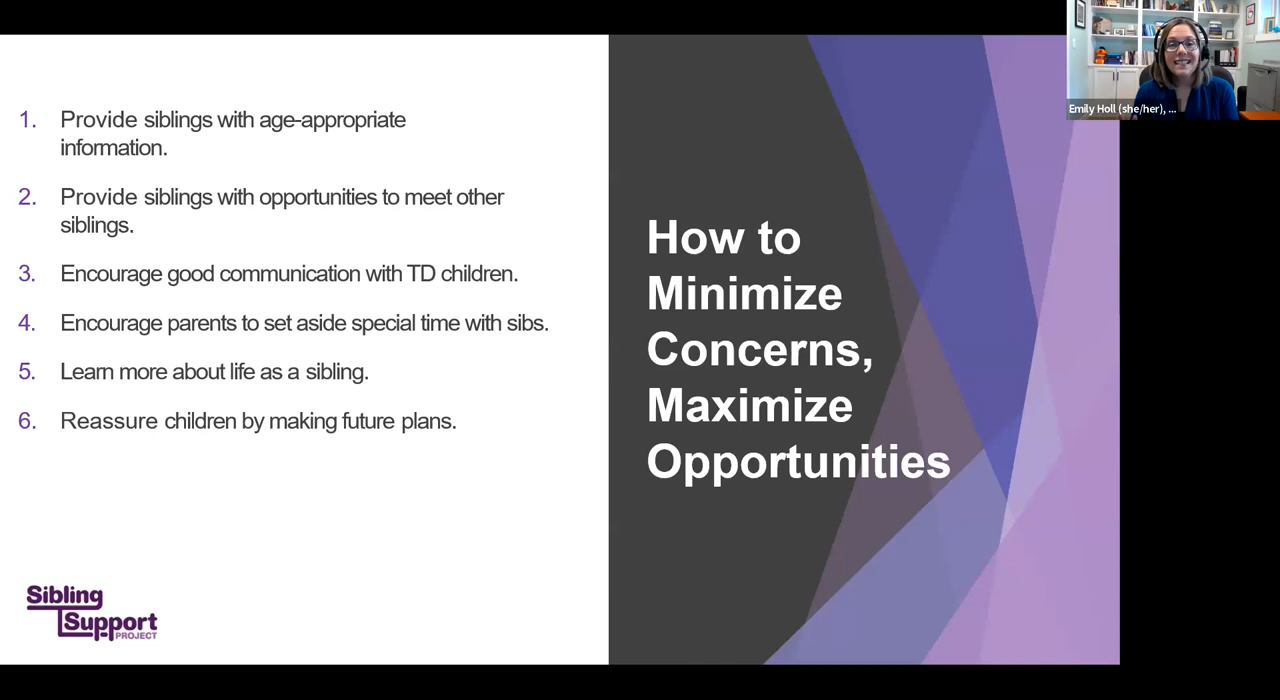 1. Provide siblings with age-appropriate
information.
2. Provide siblings with opportunities to meet other
siblings.
3. Encourage good communication with TD children.
4. Encourage parents to set aside special time with sibs.
5. Learn more about life as a sibling.
6. Reassure children by making future plans.
Sibling
Support
PROJECT
How to
Minimize
Concerns,
Maximize
Opportunities
Emily Holl (she/her), ...